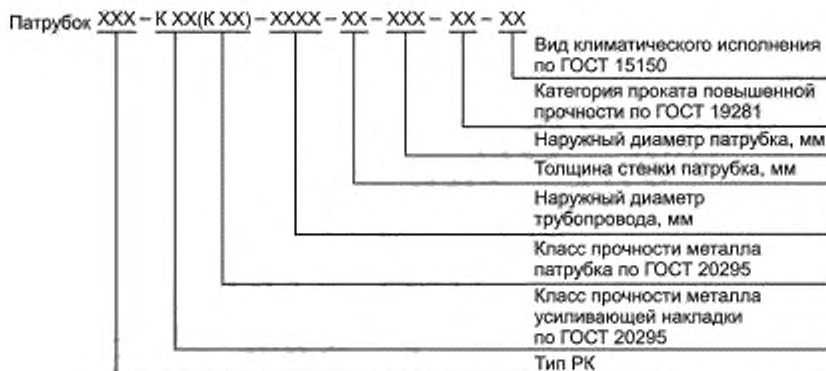 Патрубок XXX – К XX(К XX) – XXXX – XX – XXX – XX – XX
Вид климатического исполнения
по ГОСТ 15150
Категория проката повышенной
прочности по ГОСТ 19281
Наружный диаметр патрубка, мм
Толщина стенки патрубка, мм
Наружный диаметр
трубопровода, мм
Класс прочности металла
патрубка по ГОСТ 20295
Класс прочности металла
усиливающей накладки
по ГОСТ 20295
Тип РК